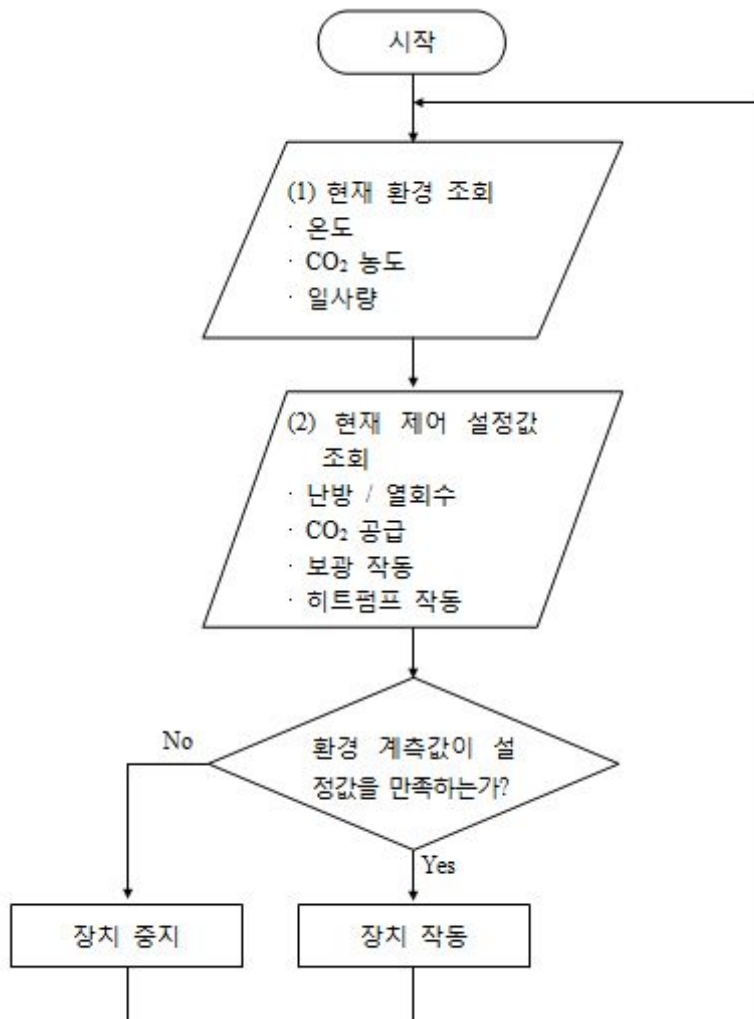 시작
(1) 현재 환경 조회
· 온도
· CO₂ 농도
· 일사량
(2) 현재 제어 설정값
조회
· 난방 / 열회수
· CO₂ 공급
· 보광 작동
· 히트펌프 작동
No
환경 계측값이 설
정값을 만족하는가?
Yes
장치 중지
장치 작동